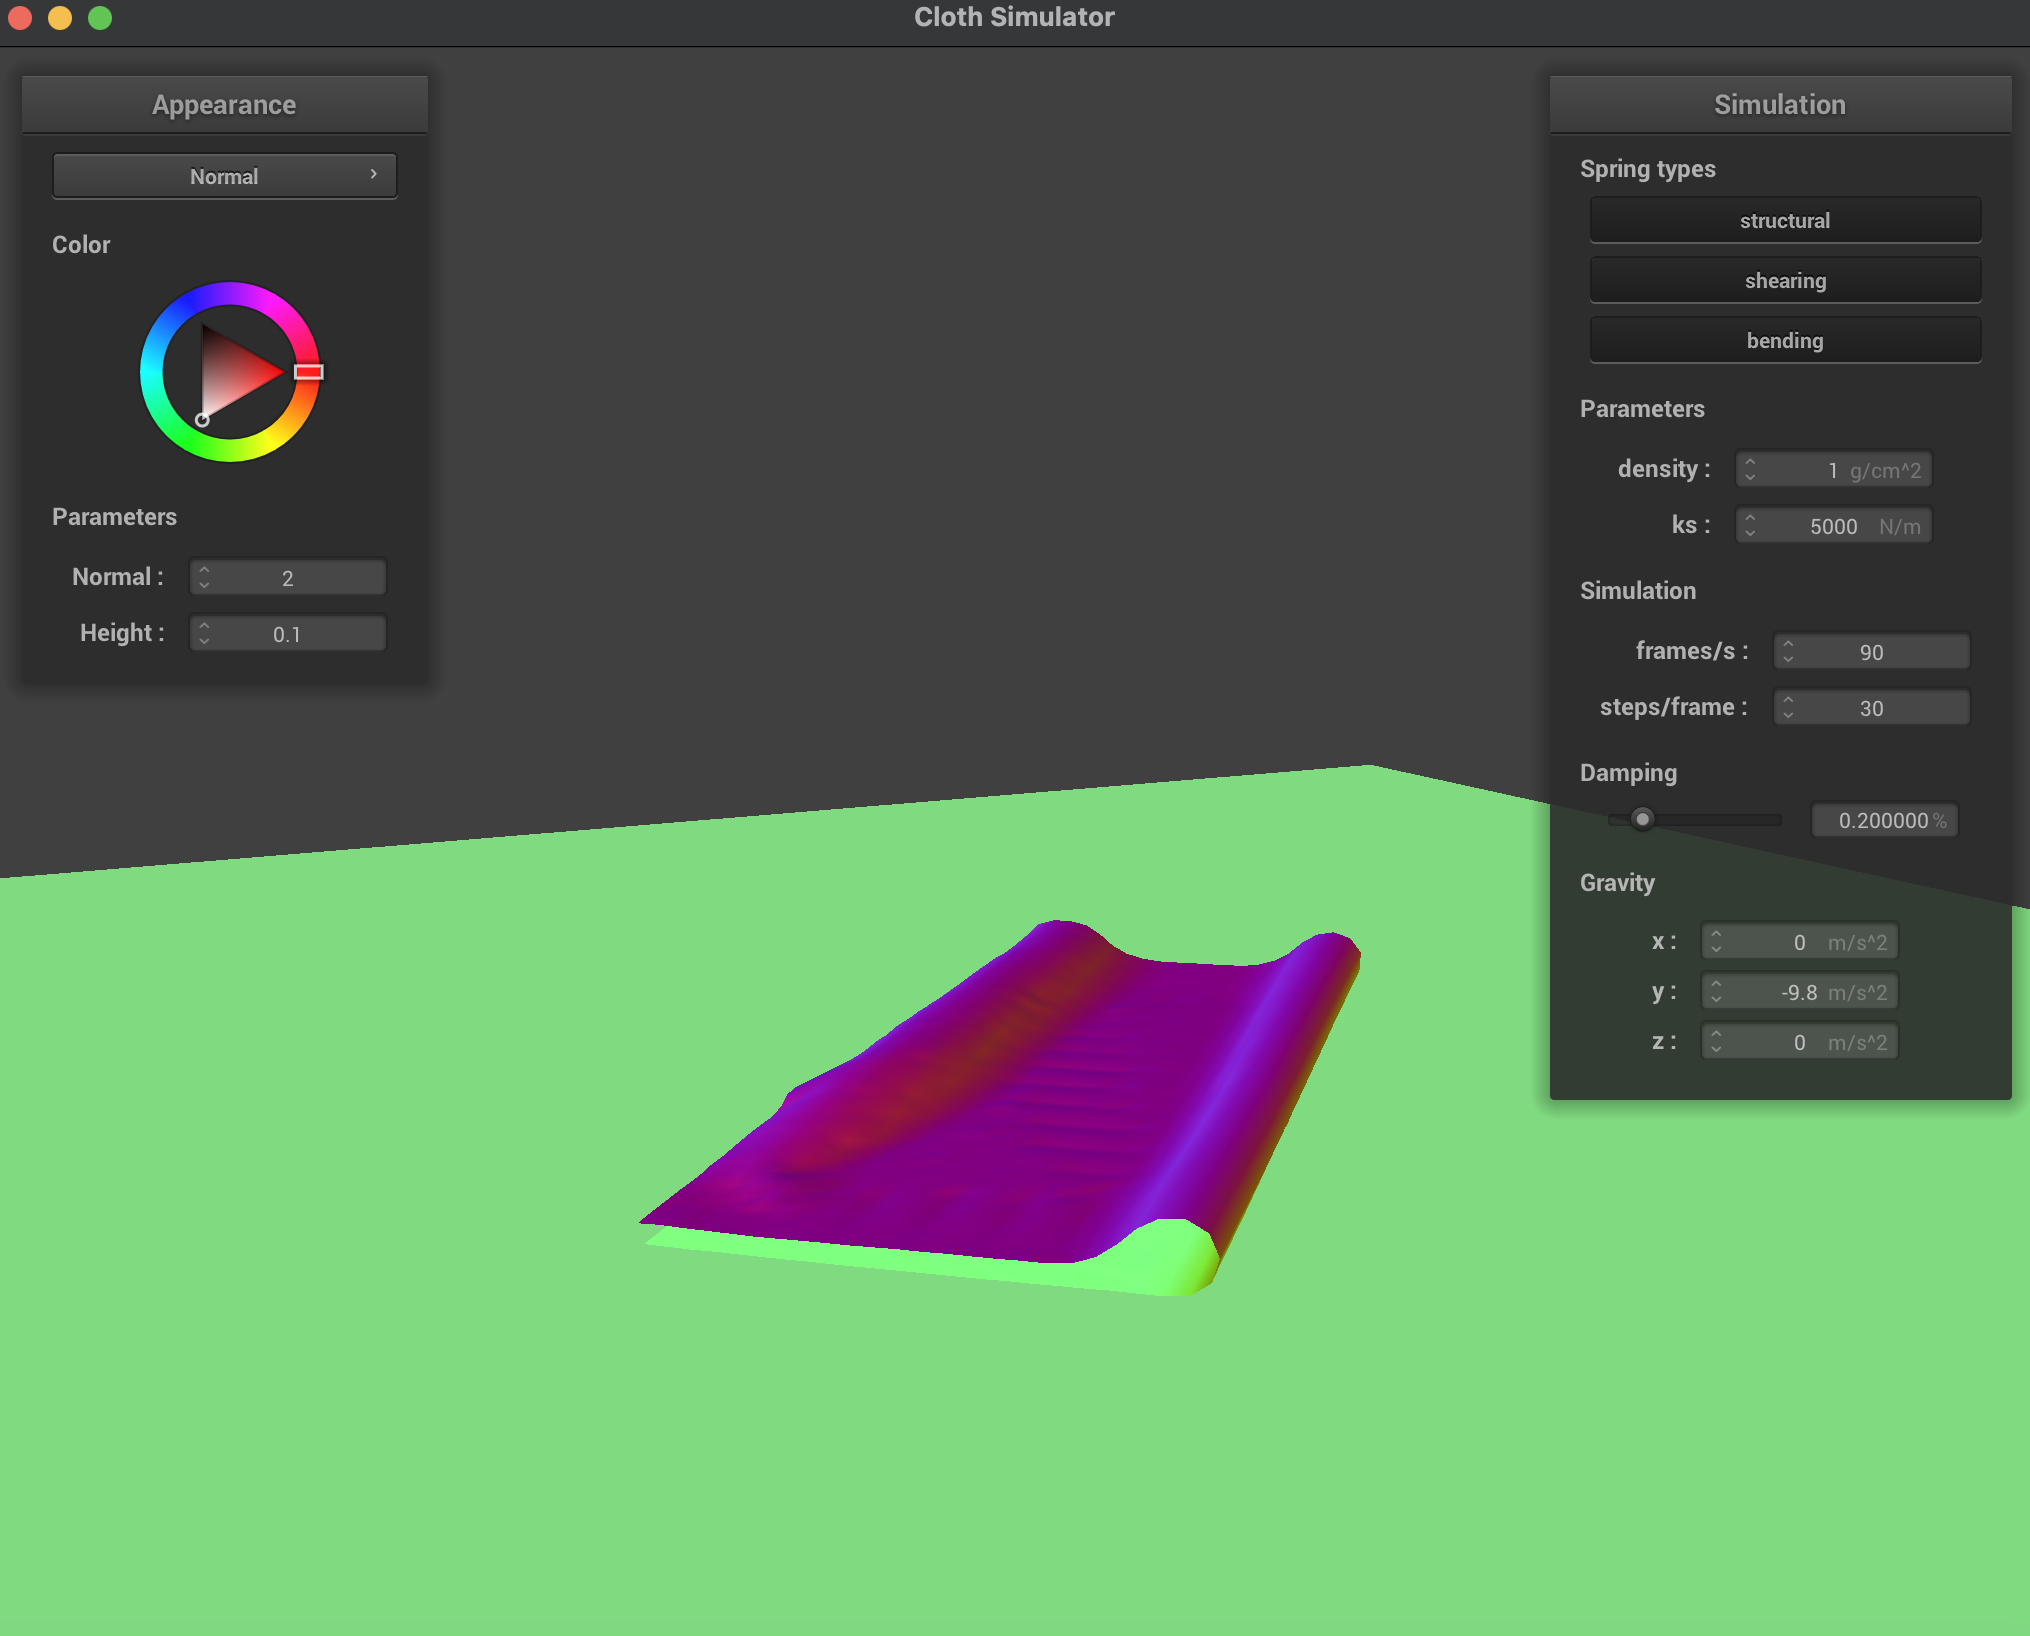 Cloth Simulator
Appearance
Normal
Color
Parameters
Normal : 2
Height : 0.1
Simulation
Spring types
structural
shearing
bending
Parameters
density : 1 g/cm^2
ks : 5000 N/m
Simulation
frames/s : 90
steps/frame : 30
Damping
0.200000 %
Gravity
x : 0 m/s^2
y : -9.8 m/s^2
z : 0 m/s^2